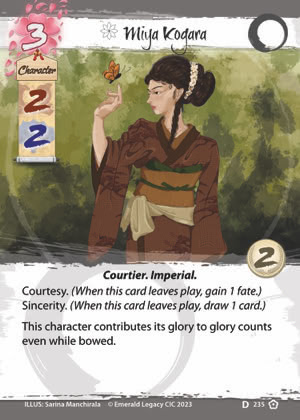 3
Miya Kogara
Character
2
2
2
Courtier. Imperial.
Courtesy. (When this card leaves play, gain 1 fate.)
Sincerity. (When this card leaves play, draw 1 card.)
This character contributes its glory to glory counts
even while bowed.
ILLUS: Sarina Manchirala © Emerald Legacy CIC 2023 D 235